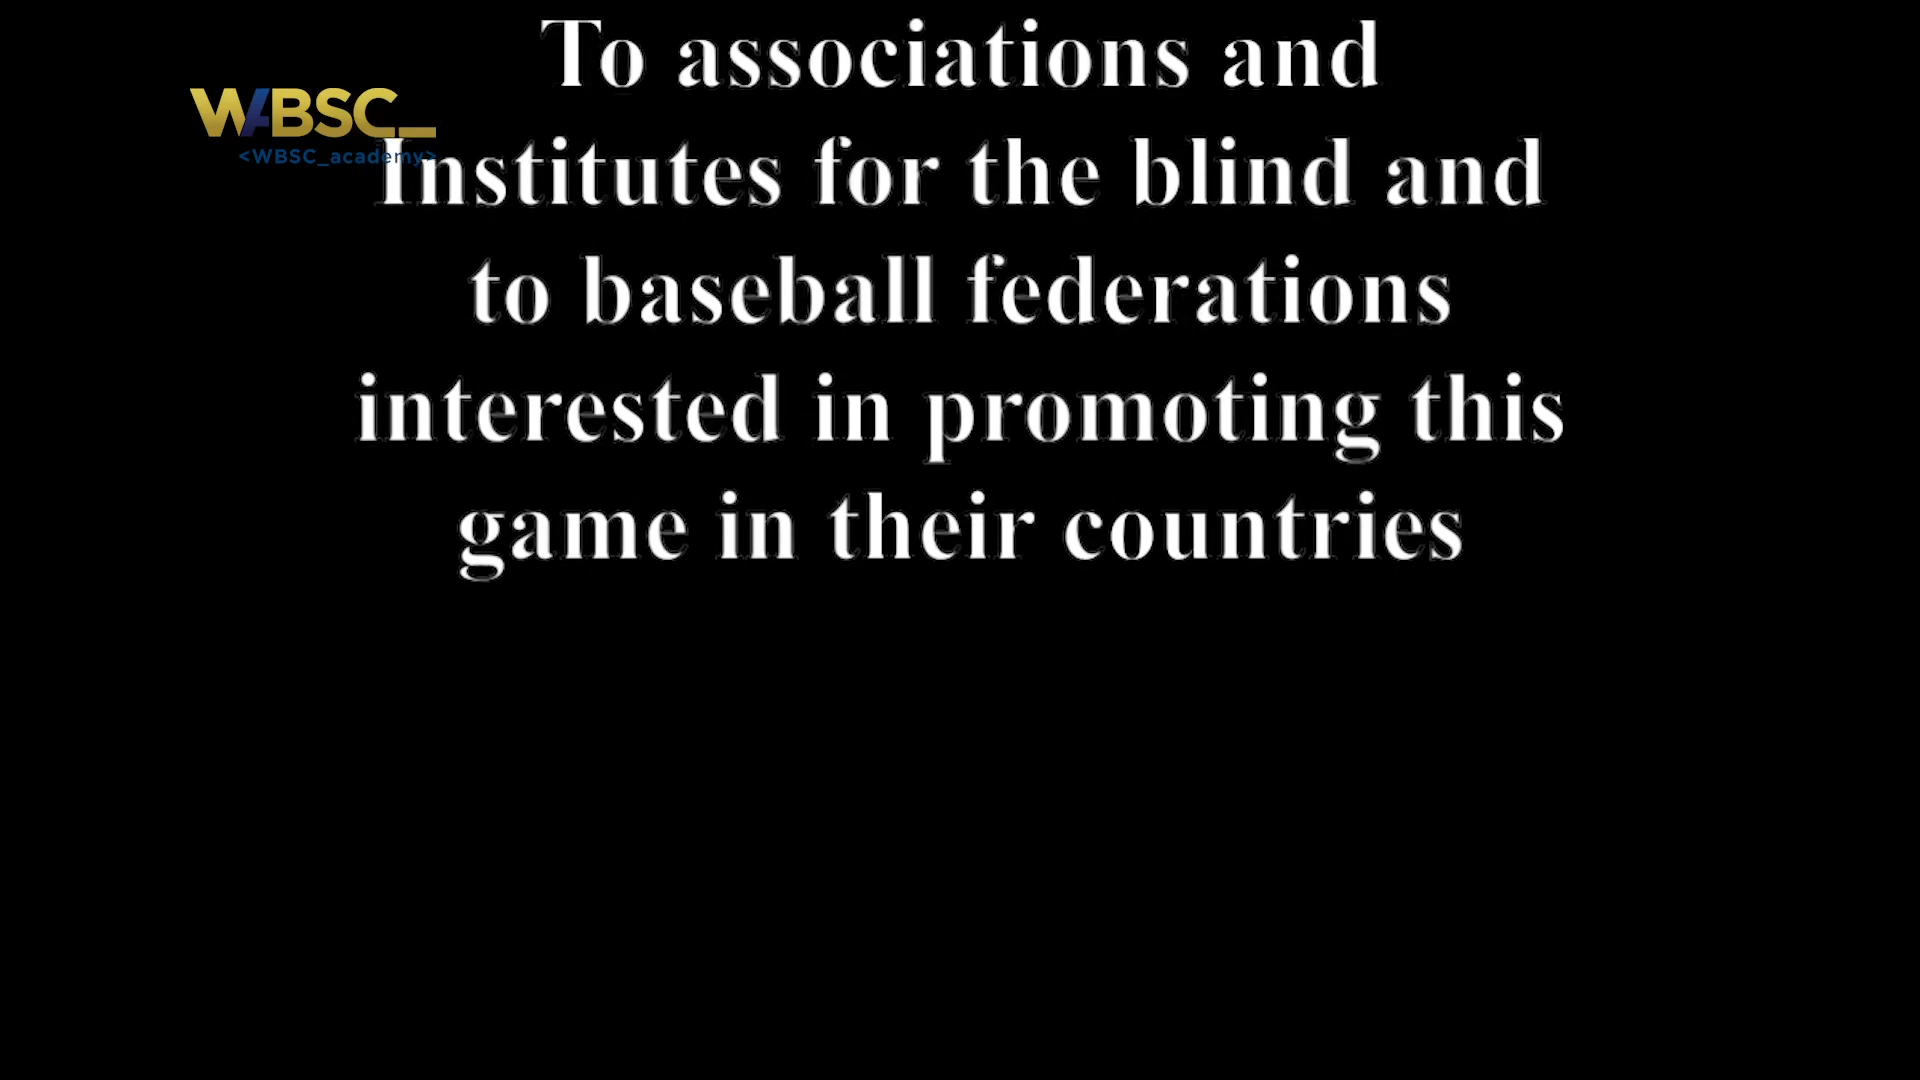 To associations and
WBSC_
<WBSC_academy>
Institutes for the blind and
to baseball federations
interested in promoting this
game in their countries